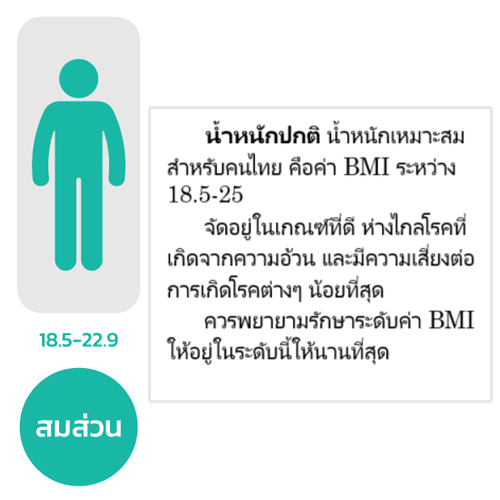 น้ำหนักปกติ น้ำหนักเหมาะสม
สำหรับคนไทย คือค่า BMI ระหว่าง
18.5-25
จัดอยู่ในเกณฑ์ที่ดี ห่างไกลโรคที่
เกิดจากความอ้วน และมีความเสี่ยงต่อ
การเกิดโรคต่างๆ น้อยที่สุด
ควรพยายามรักษาระดับค่า BMI
ให้อยู่ในระดับนี้ให้นานที่สุด
18.5-22.9
สมส่วน